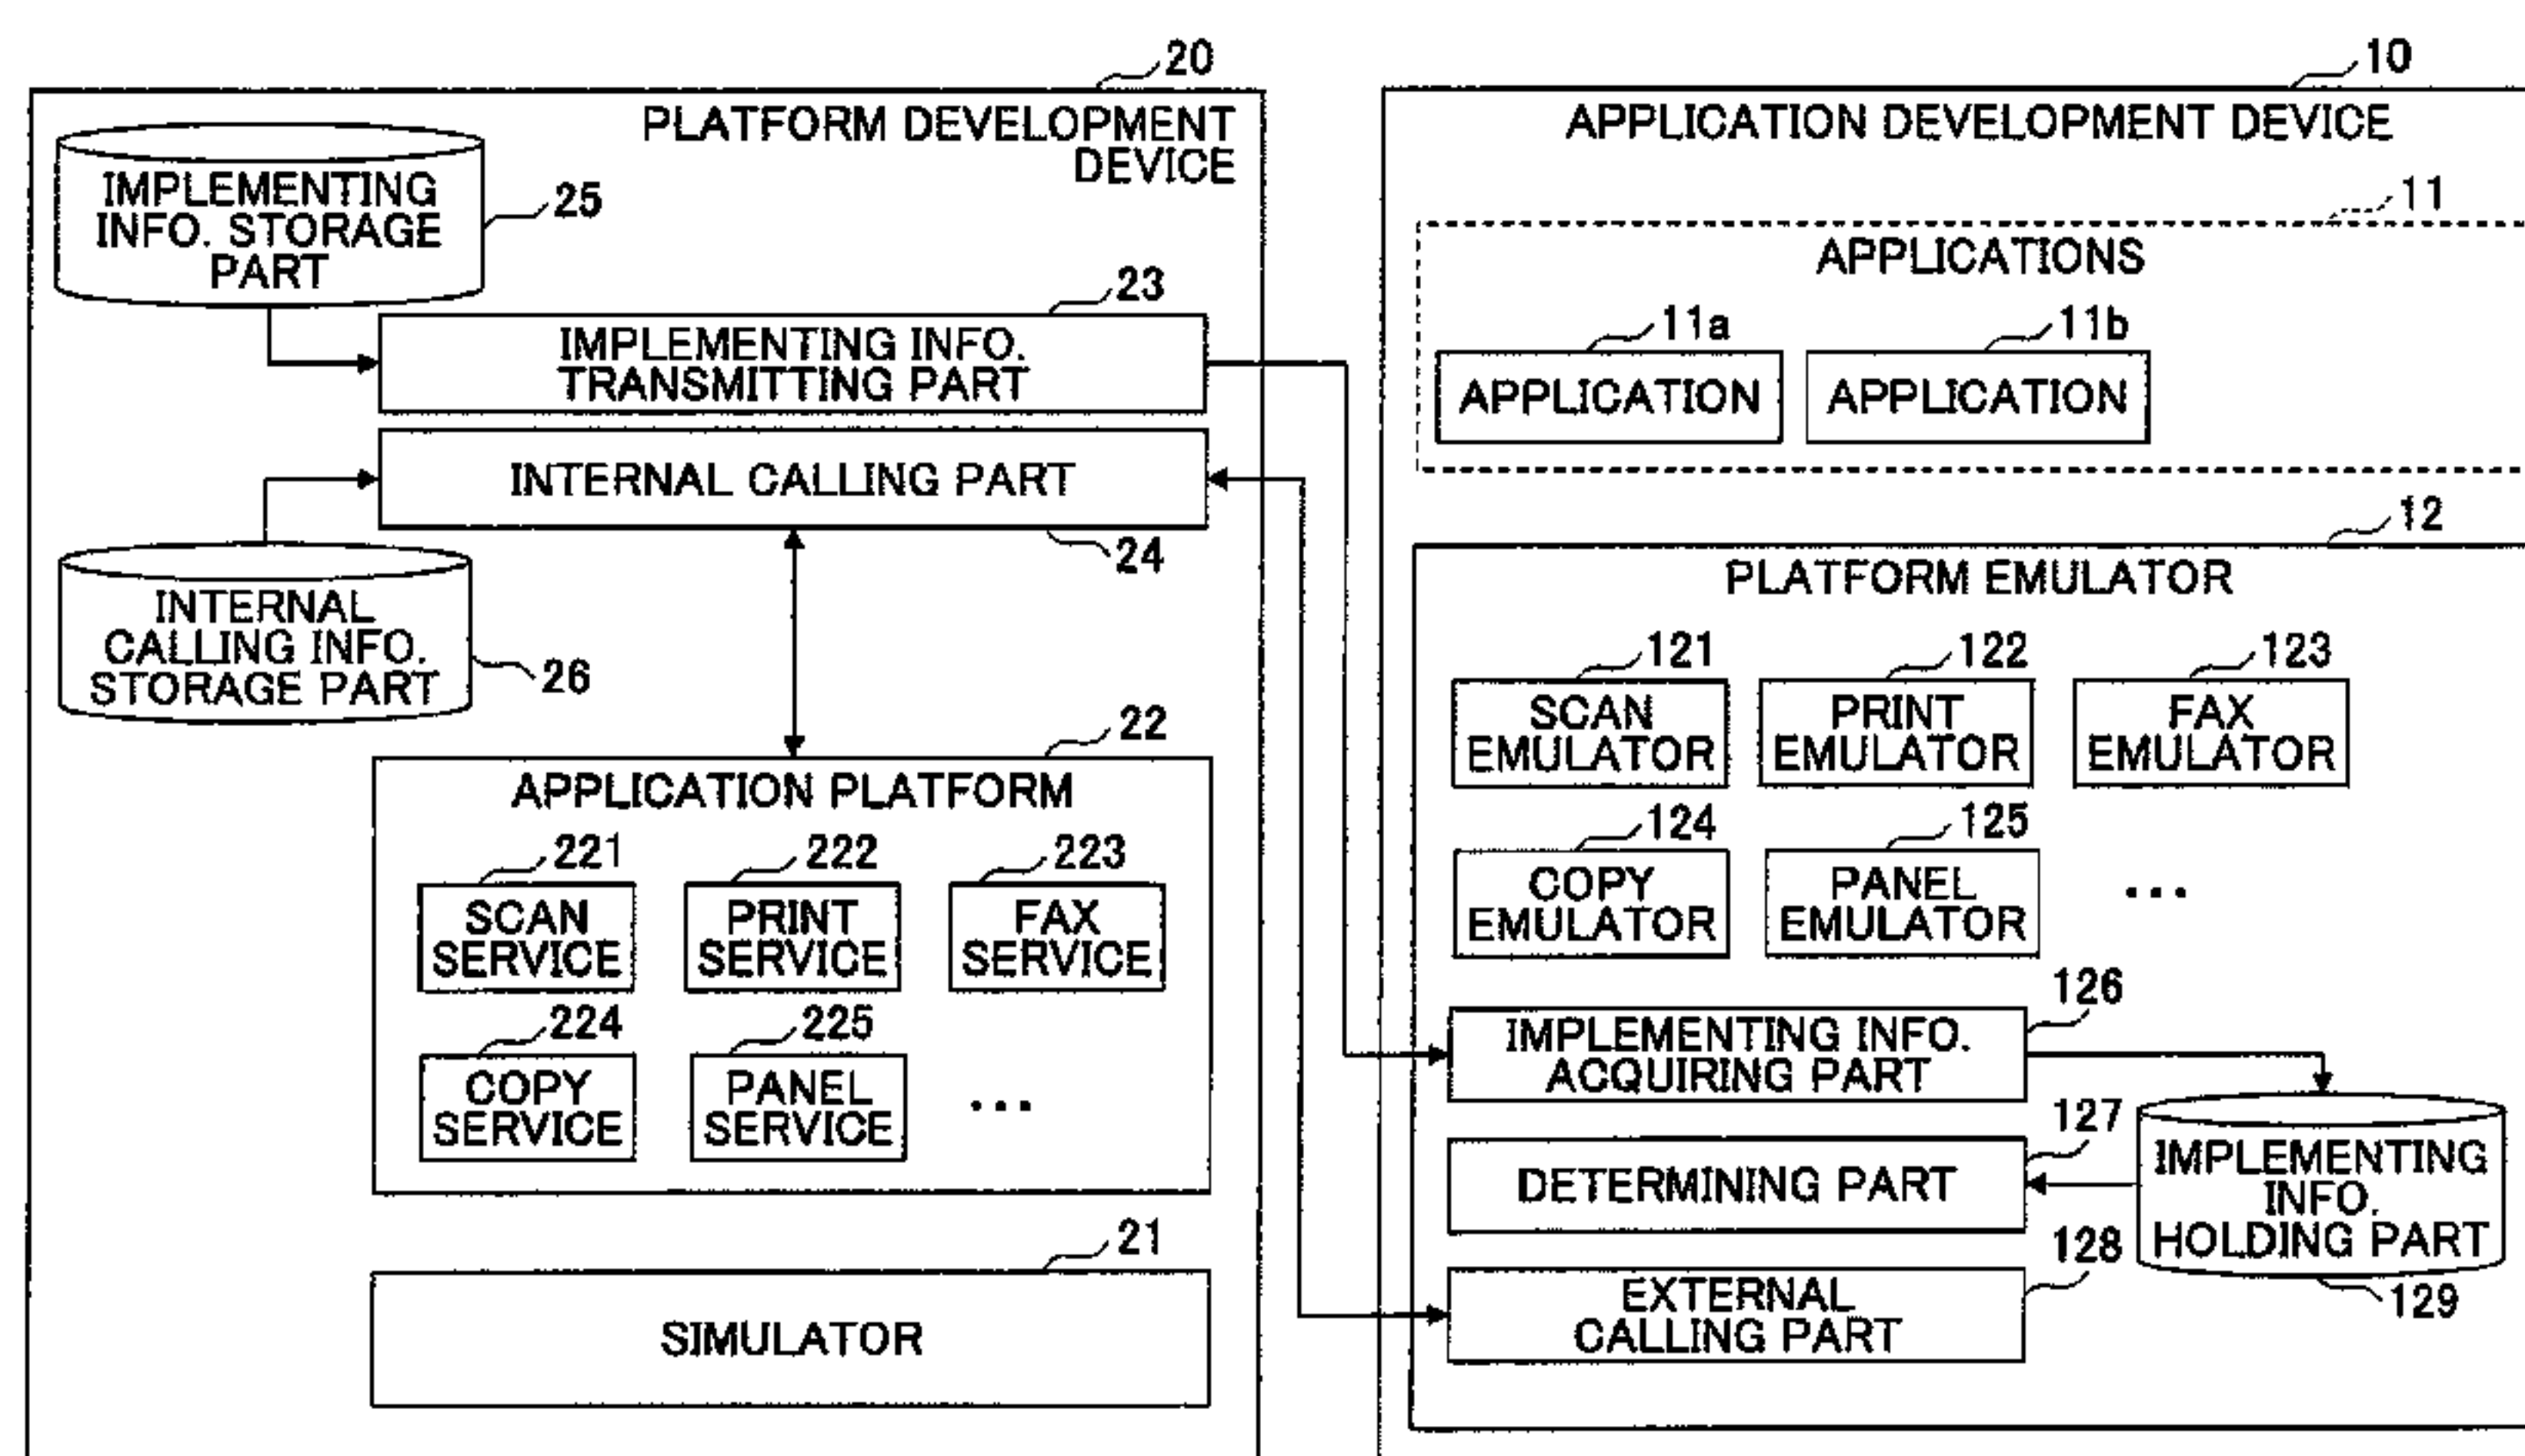 20
PLATFORM DEVELOPMENT
DEVICE
IMPLEMENTING
INFO. STORAGE
PART
25
23
IMPLEMENTING INFO.
TRANSMITTING PART
INTERNAL CALLING PART
24
INTERNAL
CALLING INFO.
STORAGE PART
26
22
APPLICATION PLATFORM
221
SCAN
SERVICE
222
PRINT
SERVICE
223
FAX
SERVICE
224
COPY
SERVICE
225
PANEL
SERVICE
...
21
SIMULATOR
10
APPLICATION DEVELOPMENT DEVICE
11
APPLICATIONS
11a
APPLICATION
11b
APPLICATION
12
PLATFORM EMULATOR
121
SCAN
EMULATOR
122
PRINT
EMULATOR
123
FAX
EMULATOR
124
COPY
EMULATOR
125
PANEL
EMULATOR
...
126
IMPLEMENTING INFO.
ACQUIRING PART
127
DETERMINING PART
128
EXTERNAL
CALLING PART
IMPLEMENTING
INFO.
HOLDING PART
129